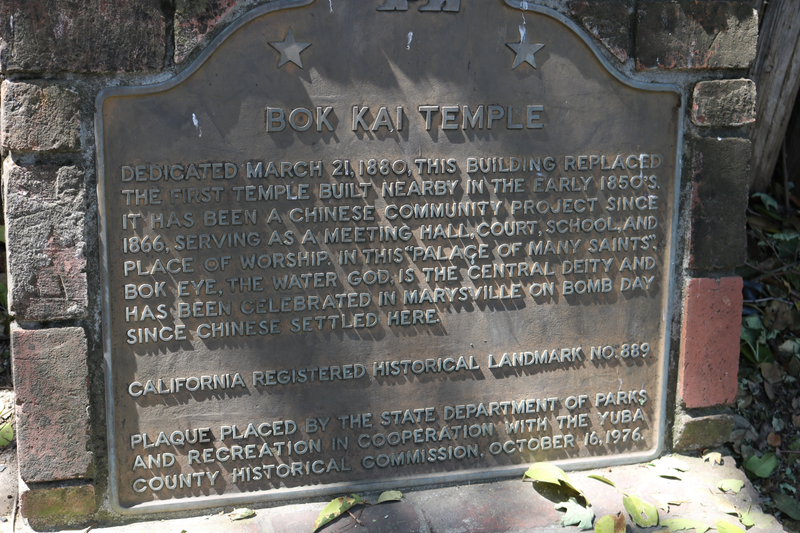 BOK KAI TEMPLE
DEDICATED MARCH 21, 1880, THIS BUILDING REPLACED
THE FIRST TEMPLE BUILT NEARBY IN THE EARLY 1850'S.
IT HAS BEEN A CHINESE COMMUNITY PROJECT SINCE
1866, SERVING AS A MEETING HALL, COURT, SCHOOL, AND
PLACE OF WORSHIP. IN THIS "PALACE OF MANY SAINTS",
BOK EYE, THE WATER GOD, IS THE CENTRAL DEITY AND
HAS BEEN CELEBRATED IN MARYSVILLE ON BOMB DAY
SINCE CHINESE SETTLED HERE.
CALIFORNIA REGISTERED HISTORICAL LANDMARK NO. 889
PLAQUE PLACED BY THE STATE DEPARTMENT OF PARKS
AND RECREATION IN COOPERATION WITH THE YUBA
COUNTY HISTORICAL COMMISSION, OCTOBER 16, 1976.